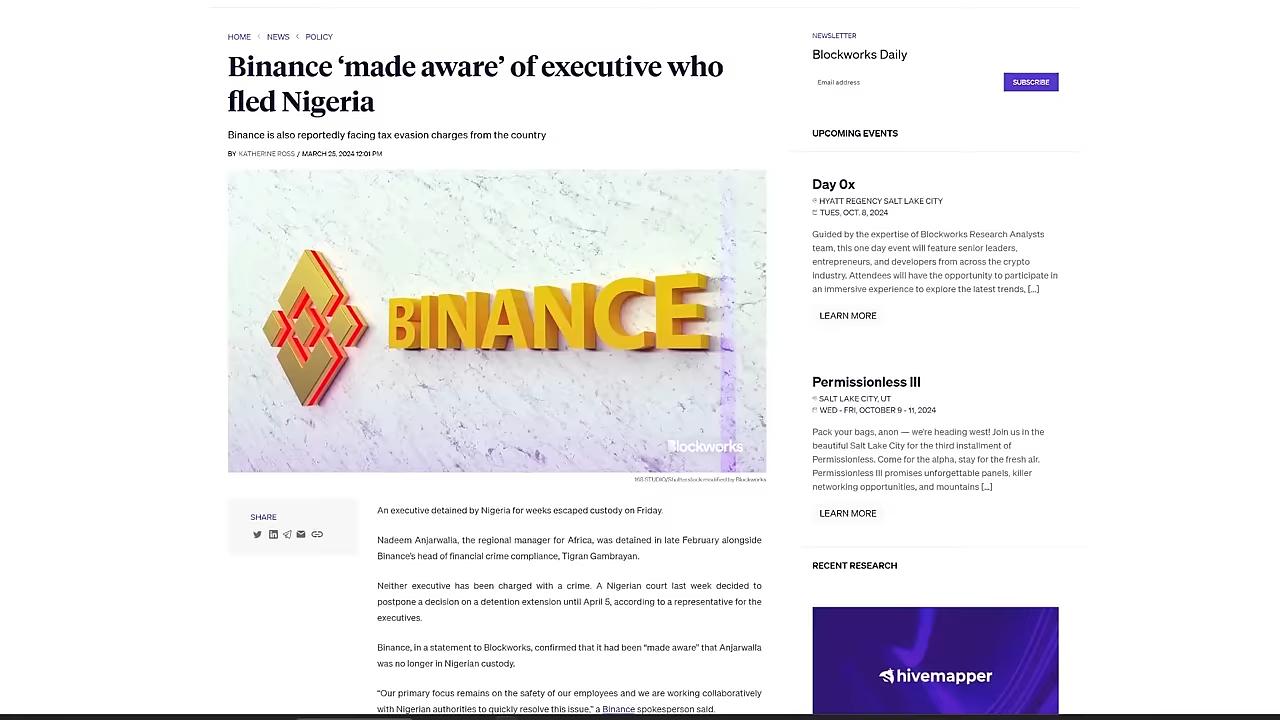 HOME NEWS POLICY
Binance ‘made aware’ of executive who
fled Nigeria
Binance is also reportedly facing tax evasion charges from the country
BY KATHERINE ROSS / MARCH 25, 2024 12:01 PM
BINANCE
Blockworks
168 STUDIO/Shutterstock modified by Blockworks
SHARE
An executive detained by Nigeria for weeks escaped custody on Friday.
Nadeem Anjarwalla, the regional manager for Africa, was detained in late February alongside
Binance's head of financial crime compliance, Tigran Gambrayan.
Neither executive has been charged with a crime. A Nigerian court last week decided to
postpone a decision on a detention extension until April 5, according to a representative for the
executives.
Binance, in a statement to Blockworks, confirmed that it had been “made aware” that Anjarwalla
was no longer in Nigerian custody.
“Our primary focus remains on the safety of our employees and we are working collaboratively
with Nigerian authorities to quickly resolve this issue,” a Binance spokesperson said.
NEWSLETTER
Blockworks Daily
Email address
SUBSCRIBE
UPCOMING EVENTS
Day 0x
HYATT REGENCY SALT LAKE CITY
TUES, OCT. 8, 2024
Guided by the expertise of Blockworks Research Analysts
team, this one day event will feature senior leaders,
entrepreneurs, and developers from across the crypto
industry. Attendees will have the opportunity to participate in
an immersive experience to explore the latest trends, [...]
LEARN MORE
Permissionless III
SALT LAKE CITY, UT
WED - FRI, OCTOBER 9 - 11, 2024
Pack your bags, anon — we're heading west! Join us in the
beautiful Salt Lake City for the third installment of
Permissionless. Come for the alpha, stay for the fresh air.
Permissionless III promises unforgettable panels, killer
networking opportunities, and mountains [...]
LEARN MORE
RECENT RESEARCH
hivemapper